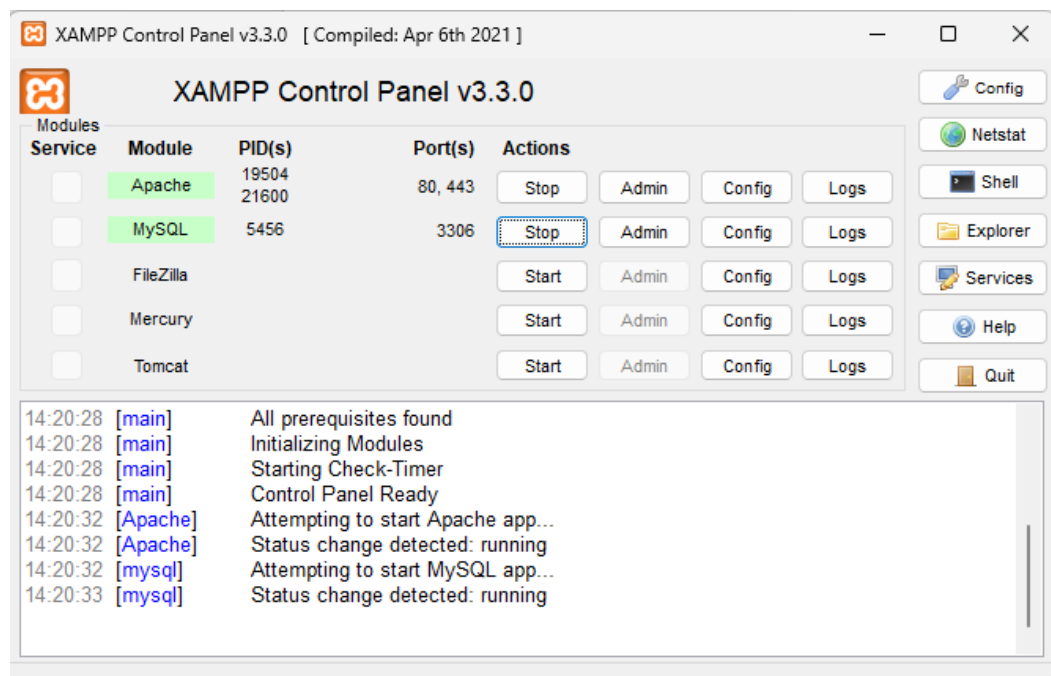 XAMPP Control Panel v3.3.0 [ Compiled: Apr 6th 2021 ]
XAMPP Control Panel v3.3.0
Config
Modules
Netstat
Service Module PID(s) Port(s) Actions
Apache 19504 21600 80, 443 Stop Admin Config Logs
Shell
MySQL 5456 3306 Stop Admin Config Logs
Explorer
FileZilla Start Admin Config Logs
Services
Mercury Start Admin Config Logs
Help
Tomcat Start Admin Config Logs
Quit
14:20:28 [main] All prerequisites found
14:20:28 [main] Initializing Modules
14:20:28 [main] Starting Check-Timer
14:20:28 [main] Control Panel Ready
14:20:32 [Apache] Attempting to start Apache app...
14:20:32 [Apache] Status change detected: running
14:20:32 [mysql] Attempting to start MySQL app...
14:20:33 [mysql] Status change detected: running